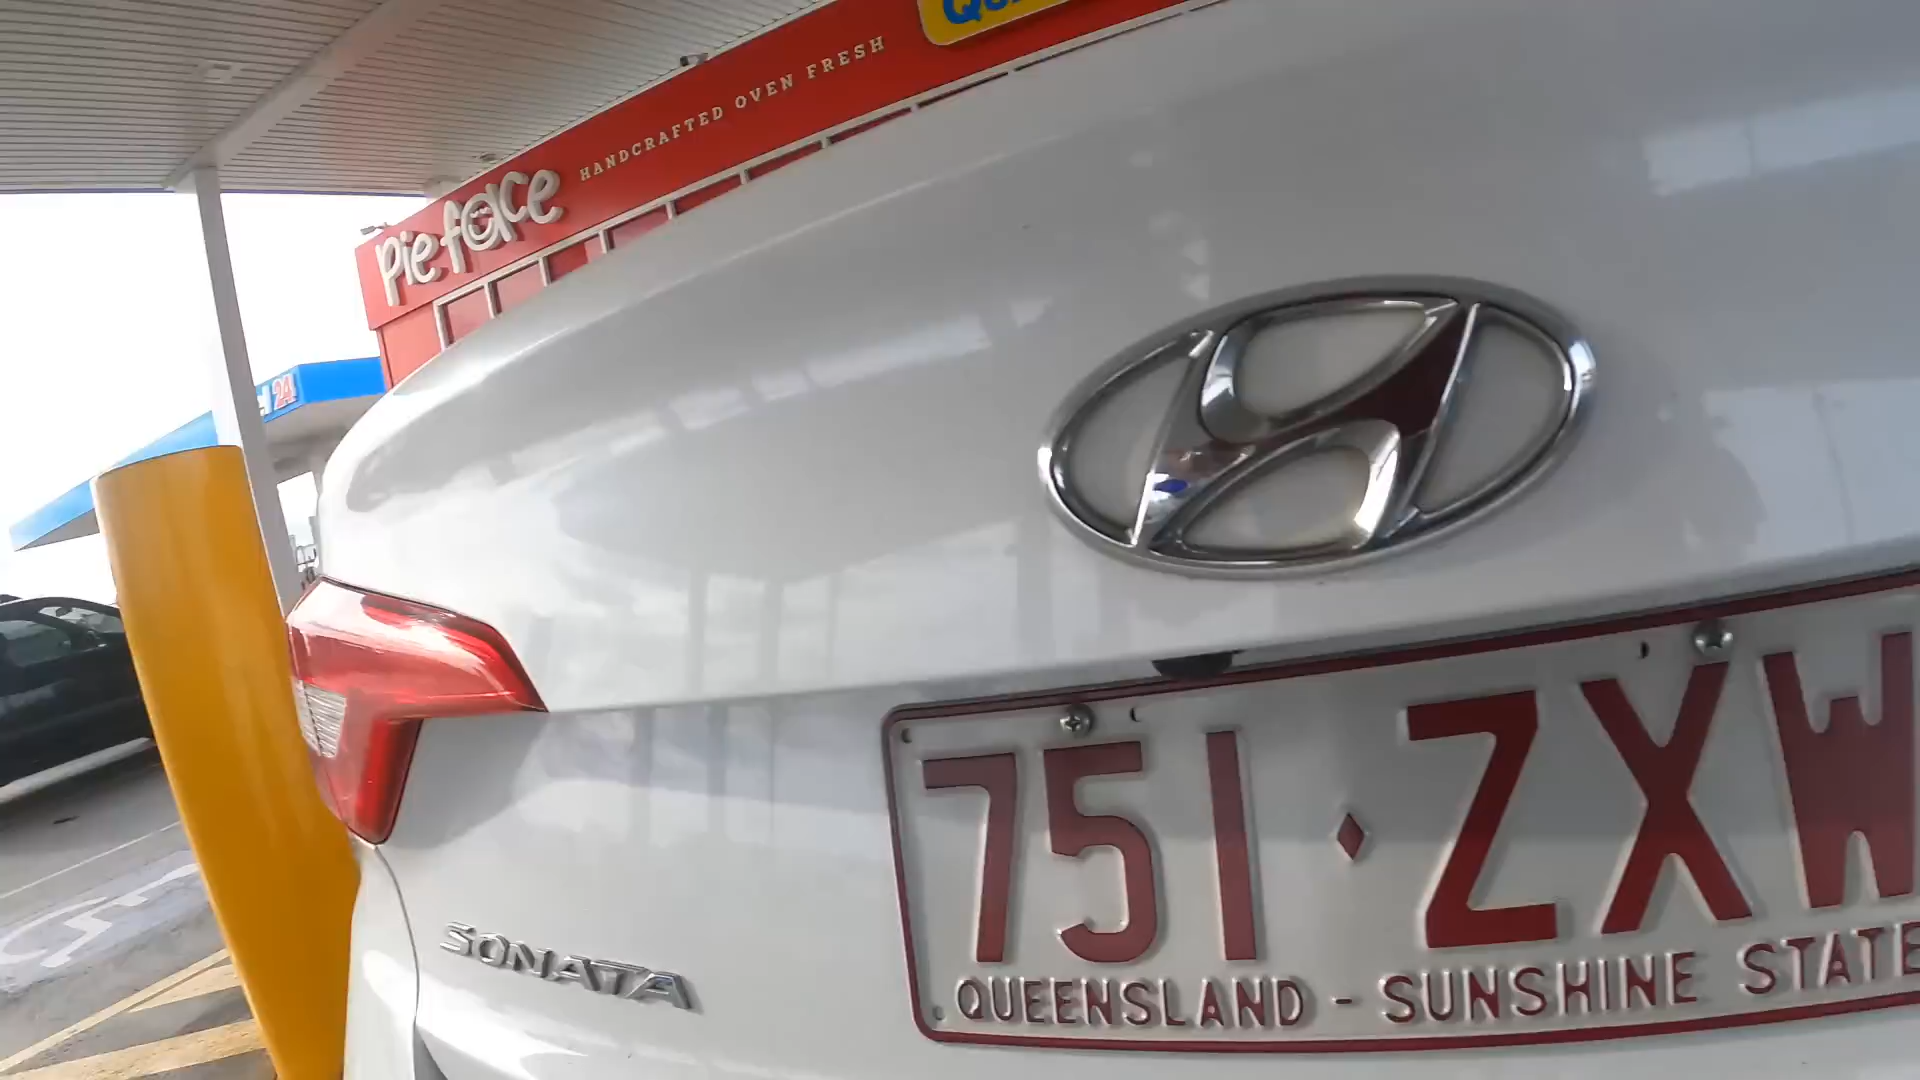 HANDCRAFTED OVEN FRESH
pie face
24
751 ZXW
QUEENSLAND - SUNSHINE STATE
SONATA